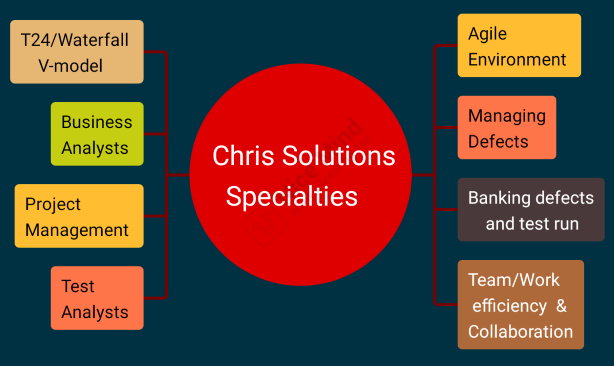 T24/Waterfall
V-model
Business
Analysts
Project
Management
Test
Analysts
Chris Solutions
Specialties
Agile
Environment
Managing
Defects
Banking defects
and test run
Team/Work
efficiency &
Collaboration